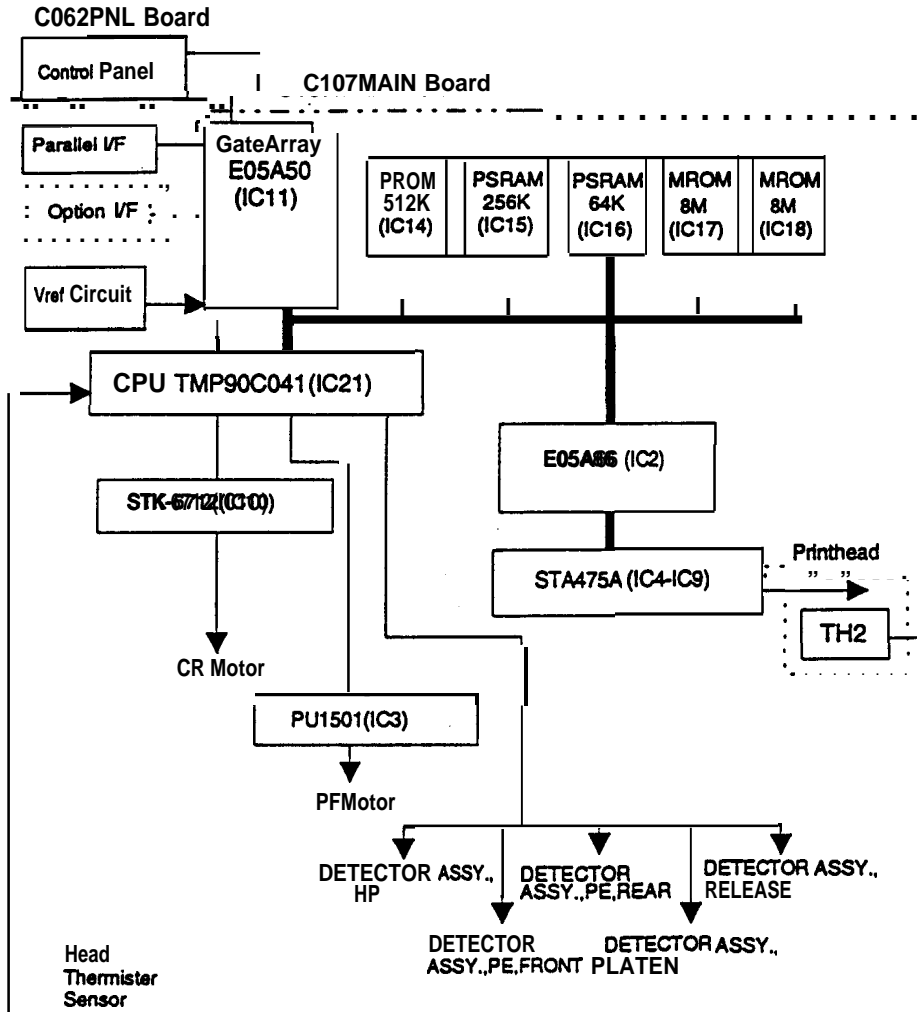 C062PNL Board
Control Panel
C107MAIN Board
Parallel I/F
GateArray
E05A50
(IC11)
Option I/F
Vref Circuit
PROM
512K
(IC14)
PSRAM
256K
(IC15)
PSRAM
64K
(IC16)
MROM
8M
(IC17)
MROM
8M
(IC18)
CPU TMP90C041 (IC21)
E05A86 (IC2)
STK-6712(IC10)
STA475A (IC4-IC9)
Printhead
TH2
CR Motor
PU1501(IC3)
PFMotor
DETECTOR ASSY.,
HP
DETECTOR
ASSY.,PE,REAR
DETECTOR ASSY.,
RELEASE
DETECTOR
ASSY.,PE,FRONT
DETECTOR ASSY.,
PLATEN
Head
Thermister
Sensor